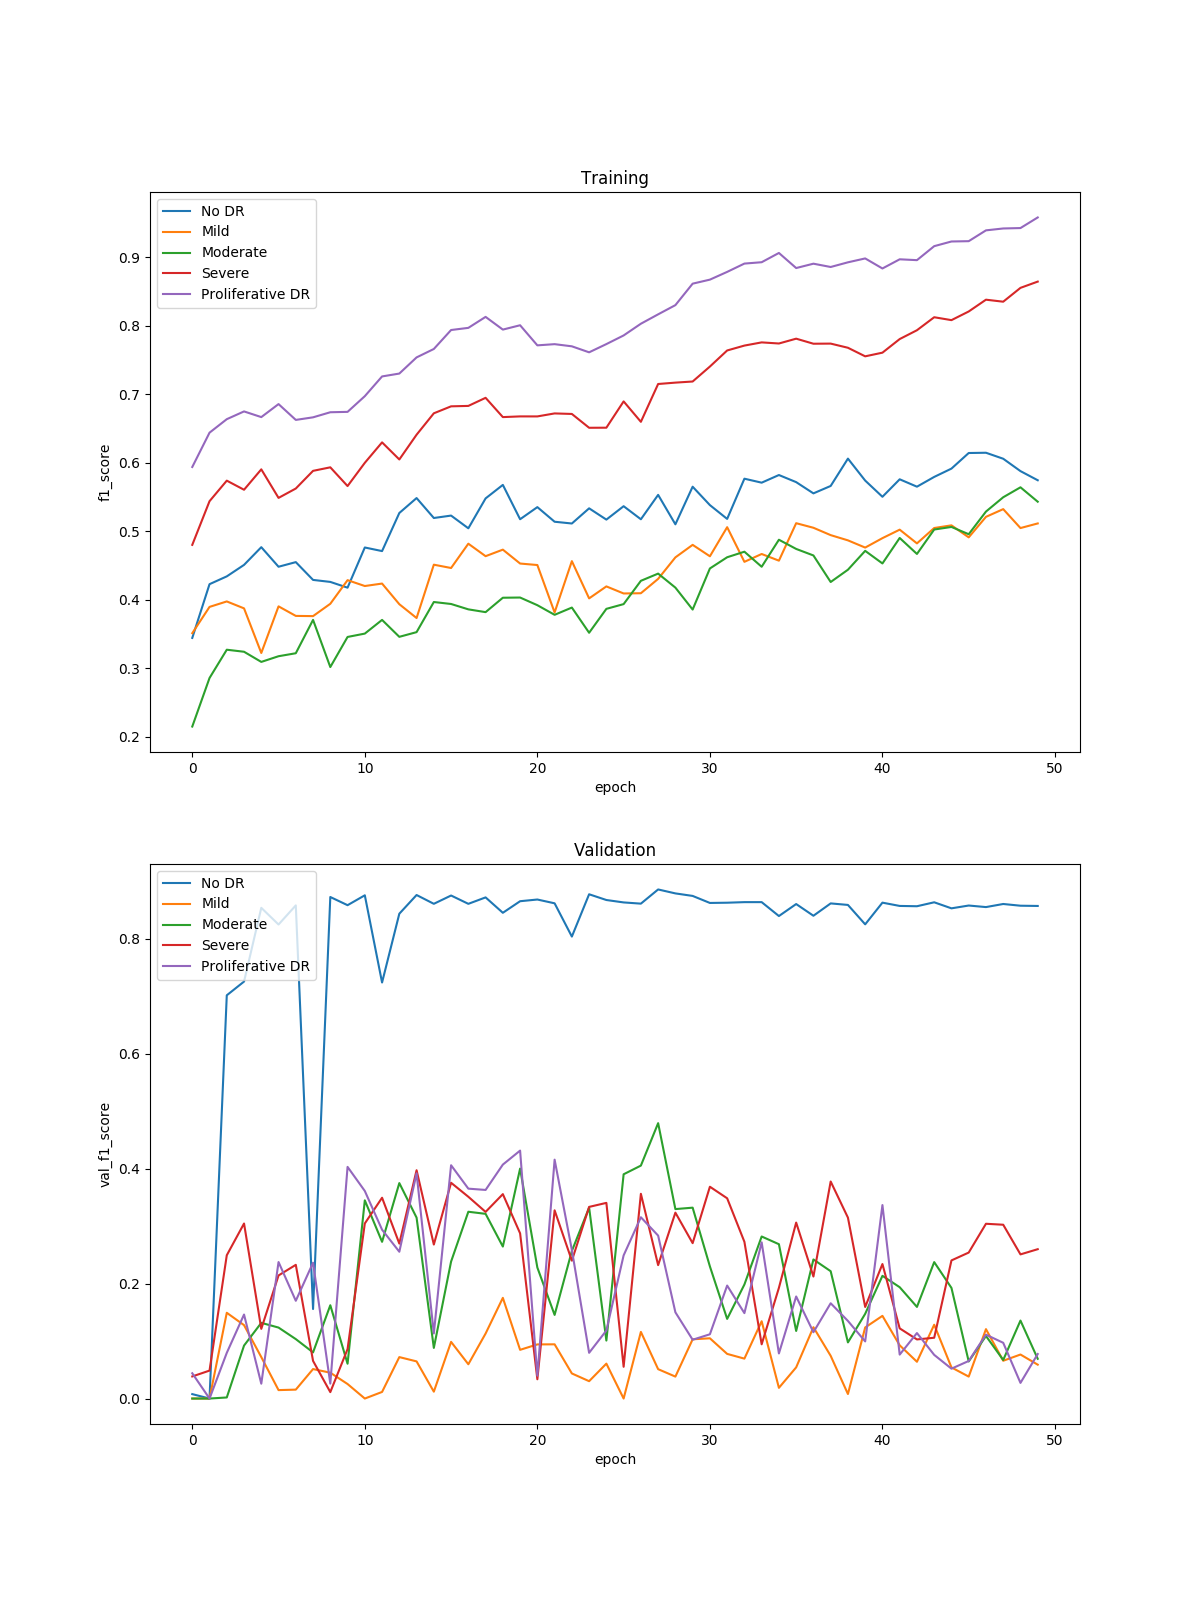 Training
No DR
Mild
Moderate
Severe
Proliferative DR
f1_score
0.9
0.8
0.7
0.6
0.5
0.4
0.3
0.2
0 10 20 30 40 50
epoch
Validation
No DR
Mild
Moderate
Severe
Proliferative DR
val_f1_score
0.8
0.6
0.4
0.2
0.0
0 10 20 30 40 50
epoch